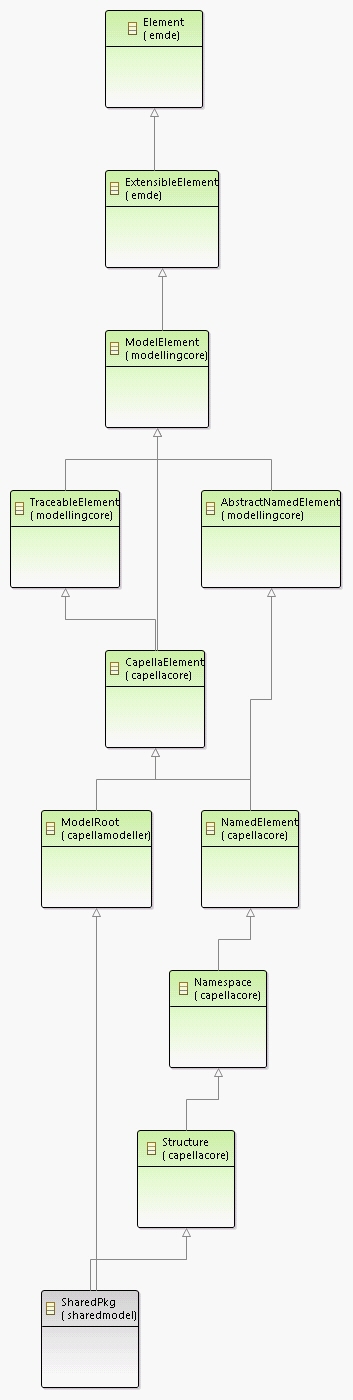 Element
( emde)
ExtensibleElement
( emde)
ModelElement
( modellingcore)
TraceableElement
( modellingcore)
AbstractNamedElement
( modellingcore)
CapellaElement
( capellacore)
ModelRoot
( capellamodeller)
NamedElement
( capellacore)
Namespace
( capellacore)
Structure
( capellacore)
SharedPkg
( sharedmodel)